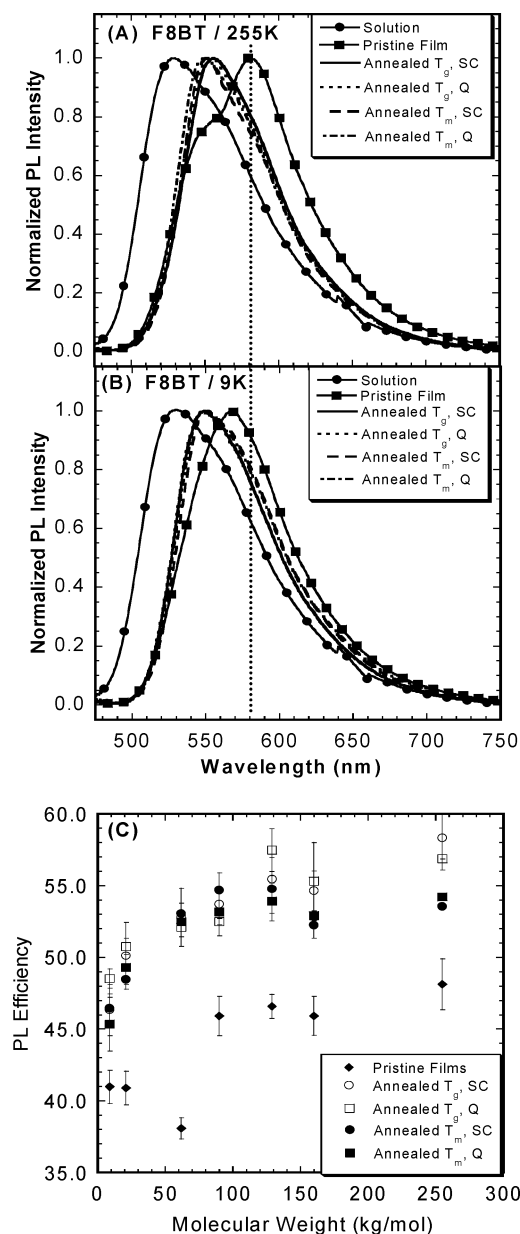 (A) F8BT / 255K
Solution
Pristine Film
Annealed Tg, SC
Annealed Tg, Q
Annealed Tm, SC
Annealed Tm, Q
Normalized PL Intensity
1.0
0.8
0.6
0.4
0.2
0.0
(B) F8BT / 9K
Solution
Pristine Film
Annealed Tg, SC
Annealed Tg, Q
Annealed Tm, SC
Annealed Tm, Q
Normalized PL Intensity
1.0
0.8
0.6
0.4
0.2
0.0
500 550 600 650 700 750
Wavelength (nm)
(C)
PL Efficiency
60.0
55.0
50.0
45.0
40.0
35.0
Pristine Films
Annealed Tg, SC
Annealed Tg, Q
Annealed Tm, SC
Annealed Tm, Q
0 50 100 150 200 250 300
Molecular Weight (kg/mol)